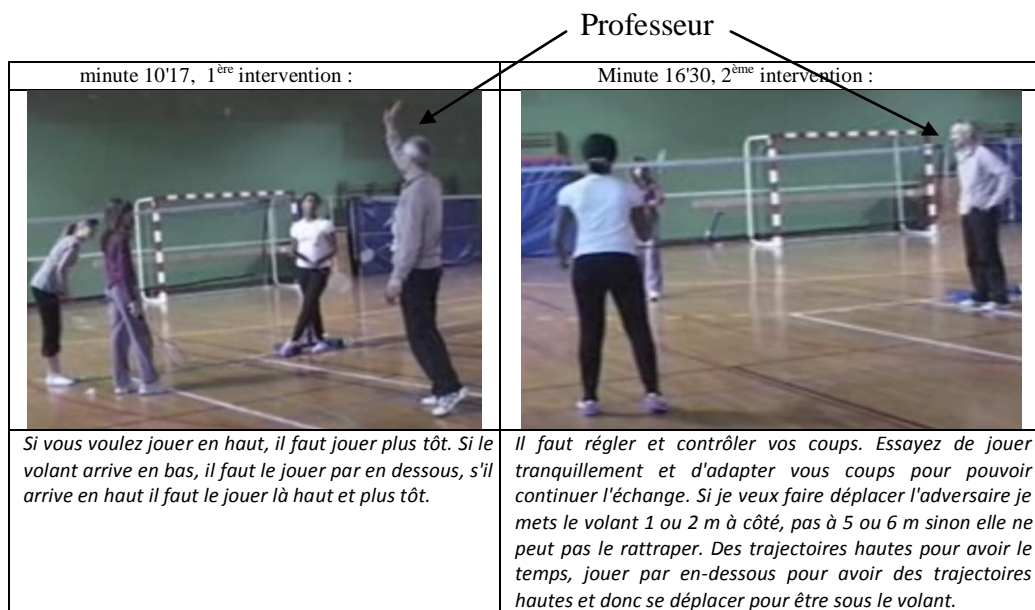 Professeur
minute 10'17, 1ère intervention :
Minute 16'30, 2ème intervention :
Si vous voulez jouer en haut, il faut jouer plus tôt. Si le
volant arrive en bas, il faut le jouer par en dessous, s'il
arrive en haut il faut le jouer là haut et plus tôt.
Il faut régler et contrôler vos coups. Essayez de jouer
tranquillement et d'adapter vous coups pour pouvoir
continuer l'échange. Si je veux faire déplacer l'adversaire je
mets le volant 1 ou 2 m à côté, pas à 5 ou 6 m sinon elle ne
peut pas le rattraper. Des trajectoires hautes pour avoir le
temps, jouer par en-dessous pour avoir des trajectoires
hautes et donc se déplacer pour être sous le volant.